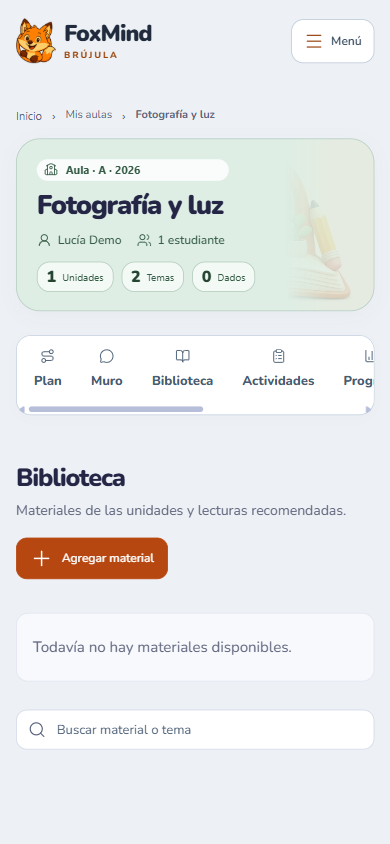 FoxMind
BRÚJULA
Menú
Inicio › Mis aulas › Fotografía y luz
Aula · A · 2026
Fotografía y luz
Lucía Demo 1 estudiante
1 Unidades 2 Temas 0 Dados
Plan Muro Biblioteca Actividades Prog
Biblioteca
Materiales de las unidades y lecturas recomendadas.
Agregar material
Todavía no hay materiales disponibles.
Buscar material o tema